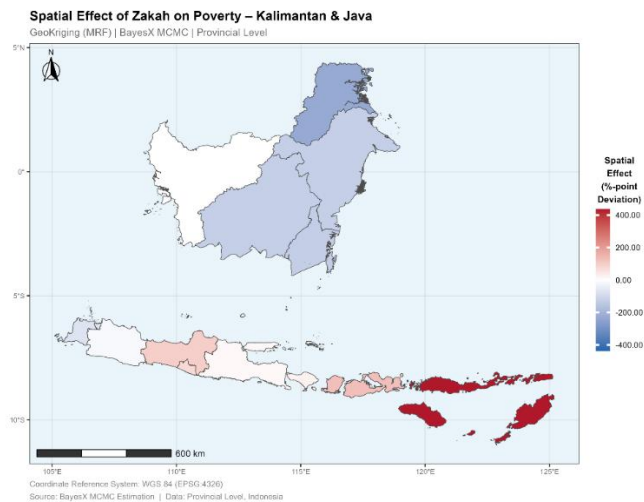 Spatial Effect of Zakah on Poverty – Kalimantan & Java
GeoKriging (MRF) | BayesX MCMC | Provincial Level
5°N
N
0°
5°S
10°S
Spatial
Effect
(%-point
Deviation)
400.00
200.00
0.00
-200.00
-400.00
600 km
105°E 110°E 115°E 120°E 125°E
Coordinate Reference System: WGS 84 (EPSG 4326)
Source: BayesX MCMC Estimation | Data: Provincial Level, Indonesia